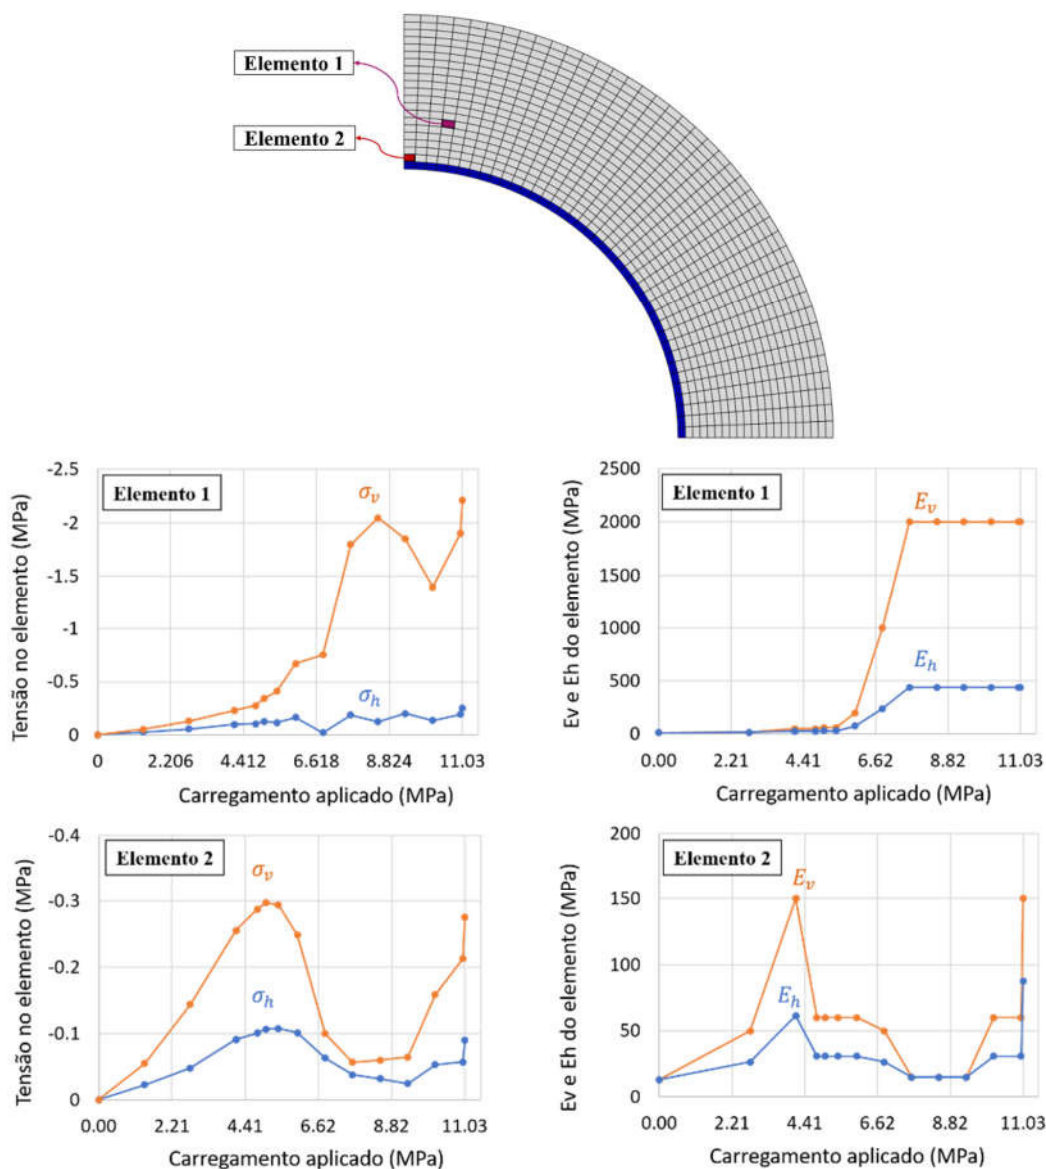 Elemento 1
Elemento 2
Tensão no elemento (MPa)
-2.5
-2
-1.5
-1
-0.5
0
Elemento 1
σv
σh
0
2.206
4.412
6.618
8.824
11.03
Carregamento aplicado (MPa)
Ev e Eh do elemento (MPa)
2500
2000
1500
1000
500
0
Elemento 1
Ev
Eh
0.00
2.21
4.41
6.62
8.82
11.03
Carregamento aplicado (MPa)
Tensão no elemento (MPa)
-0.4
-0.3
-0.2
-0.1
0
Elemento 2
σv
σh
0.00
2.21
4.41
6.62
8.82
11.03
Carregamento aplicado (MPa)
Ev e Eh do elemento (MPa)
200
150
100
50
0
Elemento 2
Ev
Eh
0.00
2.21
4.41
6.62
8.82
11.03
Carregamento aplicado (MPa)